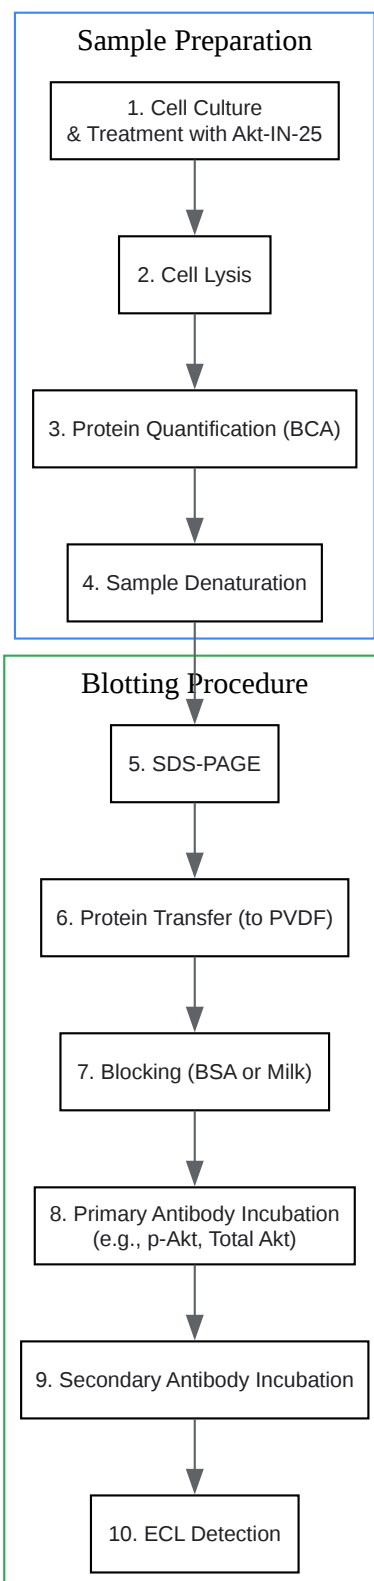 Sample Preparation
1. Cell Culture
& Treatment with Akt-IN-25
2. Cell Lysis
3. Protein Quantification (BCA)
4. Sample Denaturation
Blotting Procedure
5. SDS-PAGE
6. Protein Transfer (to PVDF)
7. Blocking (BSA or Milk)
8. Primary Antibody Incubation
(e.g., p-Akt, Total Akt)
9. Secondary Antibody Incubation
10. ECL Detection